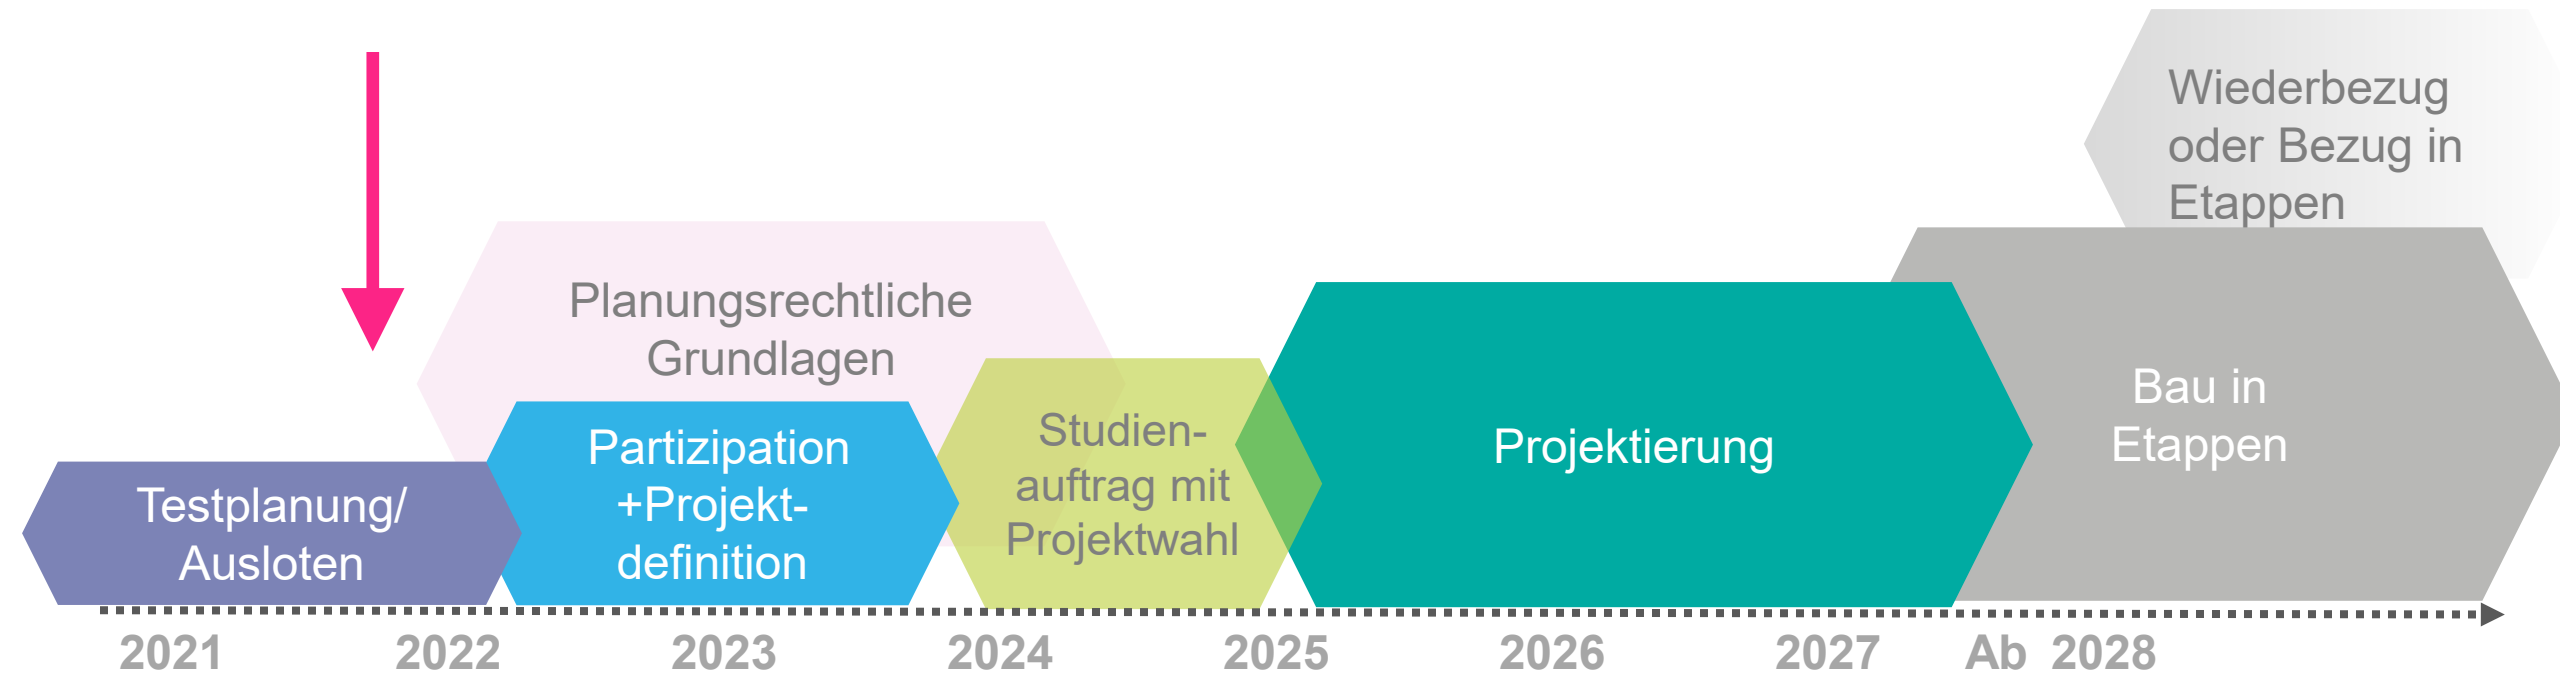 Wiederbezug
oder Bezug in
Etappen
Planungsrechtliche
Grundlagen
Testplanung/
Ausloten
Partizipation
+Projekt-
definition
Studien-
auftrag mit
Projektwahl
Projektierung
Bau in
Etappen
2021 2022 2023 2024 2025 2026 2027 Ab 2028